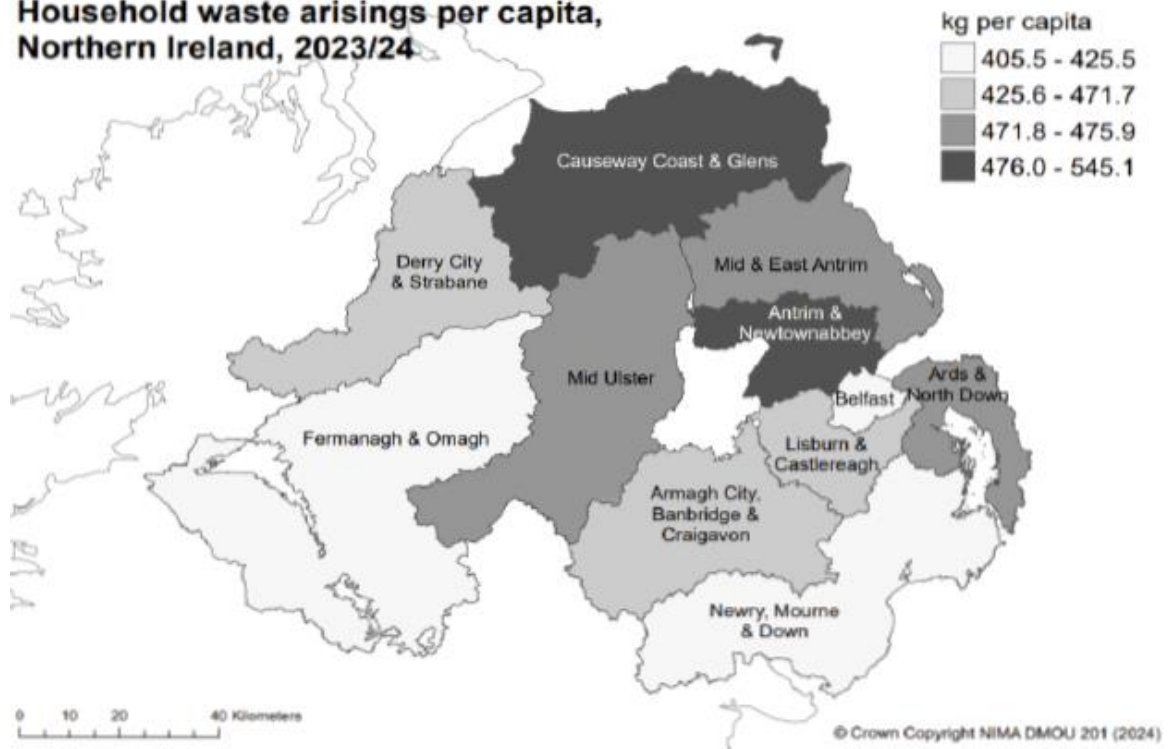 Household waste arisings per capita,
Northern Ireland, 2023/24
kg per capita
405.5 - 425.5
425.6 - 471.7
471.8 - 475.9
476.0 - 545.1
Causeway Coast & Glens
Derry City
& Strabane
Mid & East Antrim
Antrim &
Newtownabbey
Mid Ulster
Ards &
North Down
Belfast
Fermanagh & Omagh
Lisburn &
Castlereagh
Armagh City,
Banbridge &
Craigavon
Newry, Mourne
& Down
0 10 20 40 Kilometers
© Crown Copyright NIMA DMOU 201 (2024)